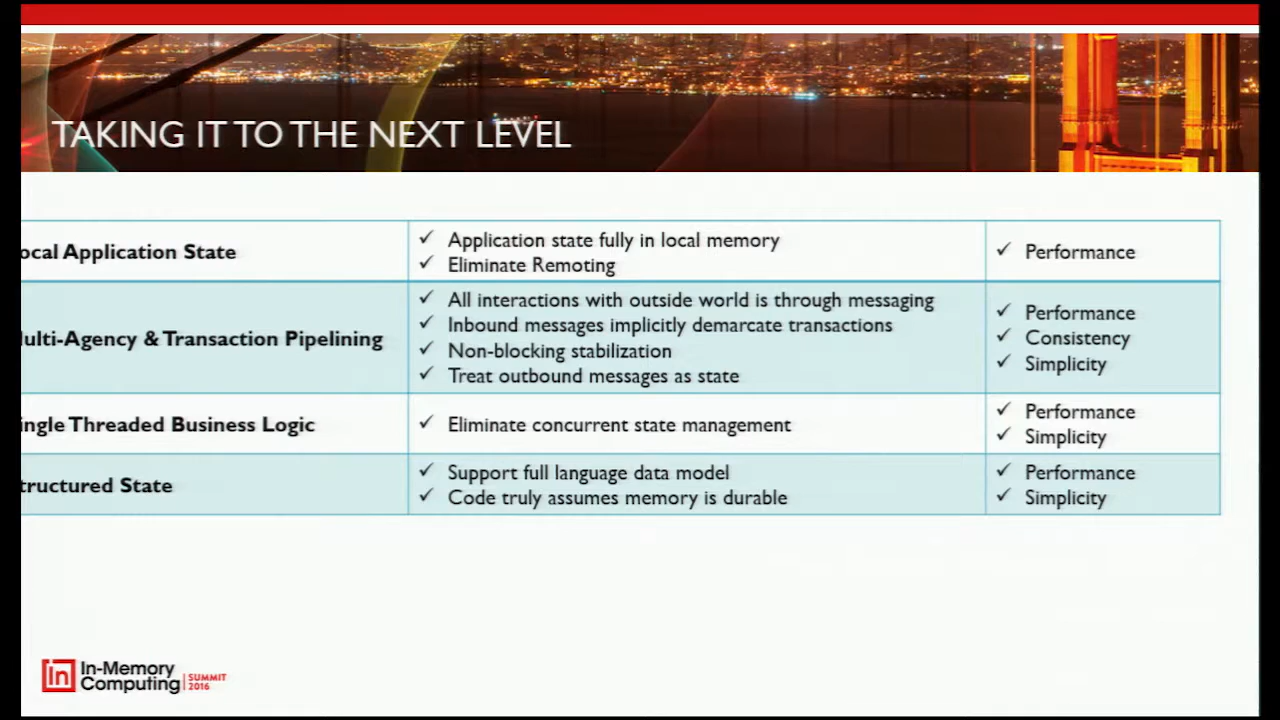 TAKING IT TO THE NEXT LEVEL
ocal Application State
✓ Application state fully in local memory
✓ Eliminate Remoting
✓ Performance
ulti-Agency & Transaction Pipelining
✓ All interactions with outside world is through messaging
✓ Inbound messages implicitly demarcate transactions
✓ Non-blocking stabilization
✓ Treat outbound messages as state
✓ Performance
✓ Consistency
✓ Simplicity
ingle Threaded Business Logic
✓ Eliminate concurrent state management
✓ Performance
✓ Simplicity
tructured State
✓ Support full language data model
✓ Code truly assumes memory is durable
✓ Performance
✓ Simplicity
In In-Memory
Computing
SUMMIT
2016